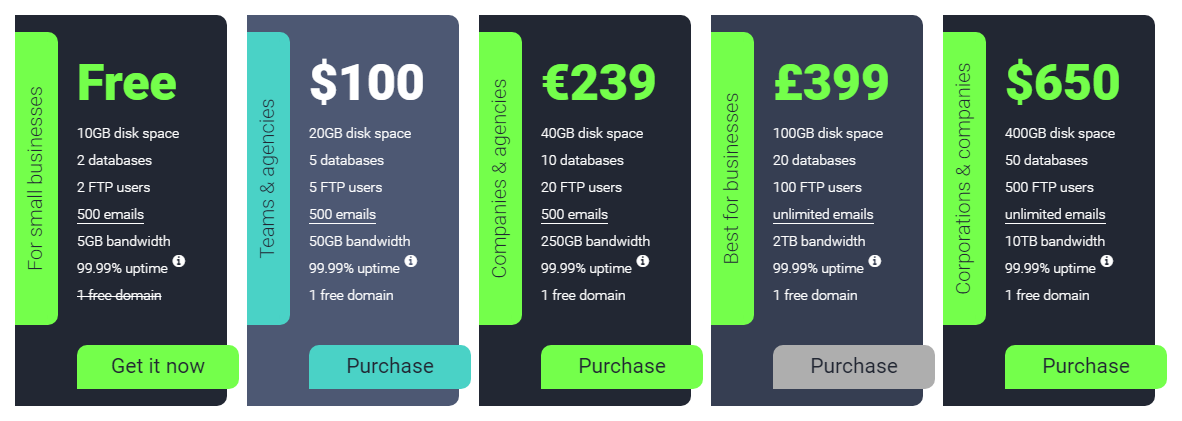 For small businesses
Free
10GB disk space
2 databases
2 FTP users
500 emails
5GB bandwidth
99.99% uptime
1 free domain
Get it now
Teams & agencies
$100
20GB disk space
5 databases
5 FTP users
500 emails
50GB bandwidth
99.99% uptime
1 free domain
Purchase
Companies & agencies
€239
40GB disk space
10 databases
20 FTP users
500 emails
250GB bandwidth
99.99% uptime
1 free domain
Purchase
Best for businesses
£399
100GB disk space
20 databases
100 FTP users
unlimited emails
2TB bandwidth
99.99% uptime
1 free domain
Purchase
Corporations & companies
$650
400GB disk space
50 databases
500 FTP users
unlimited emails
10TB bandwidth
99.99% uptime
1 free domain
Purchase